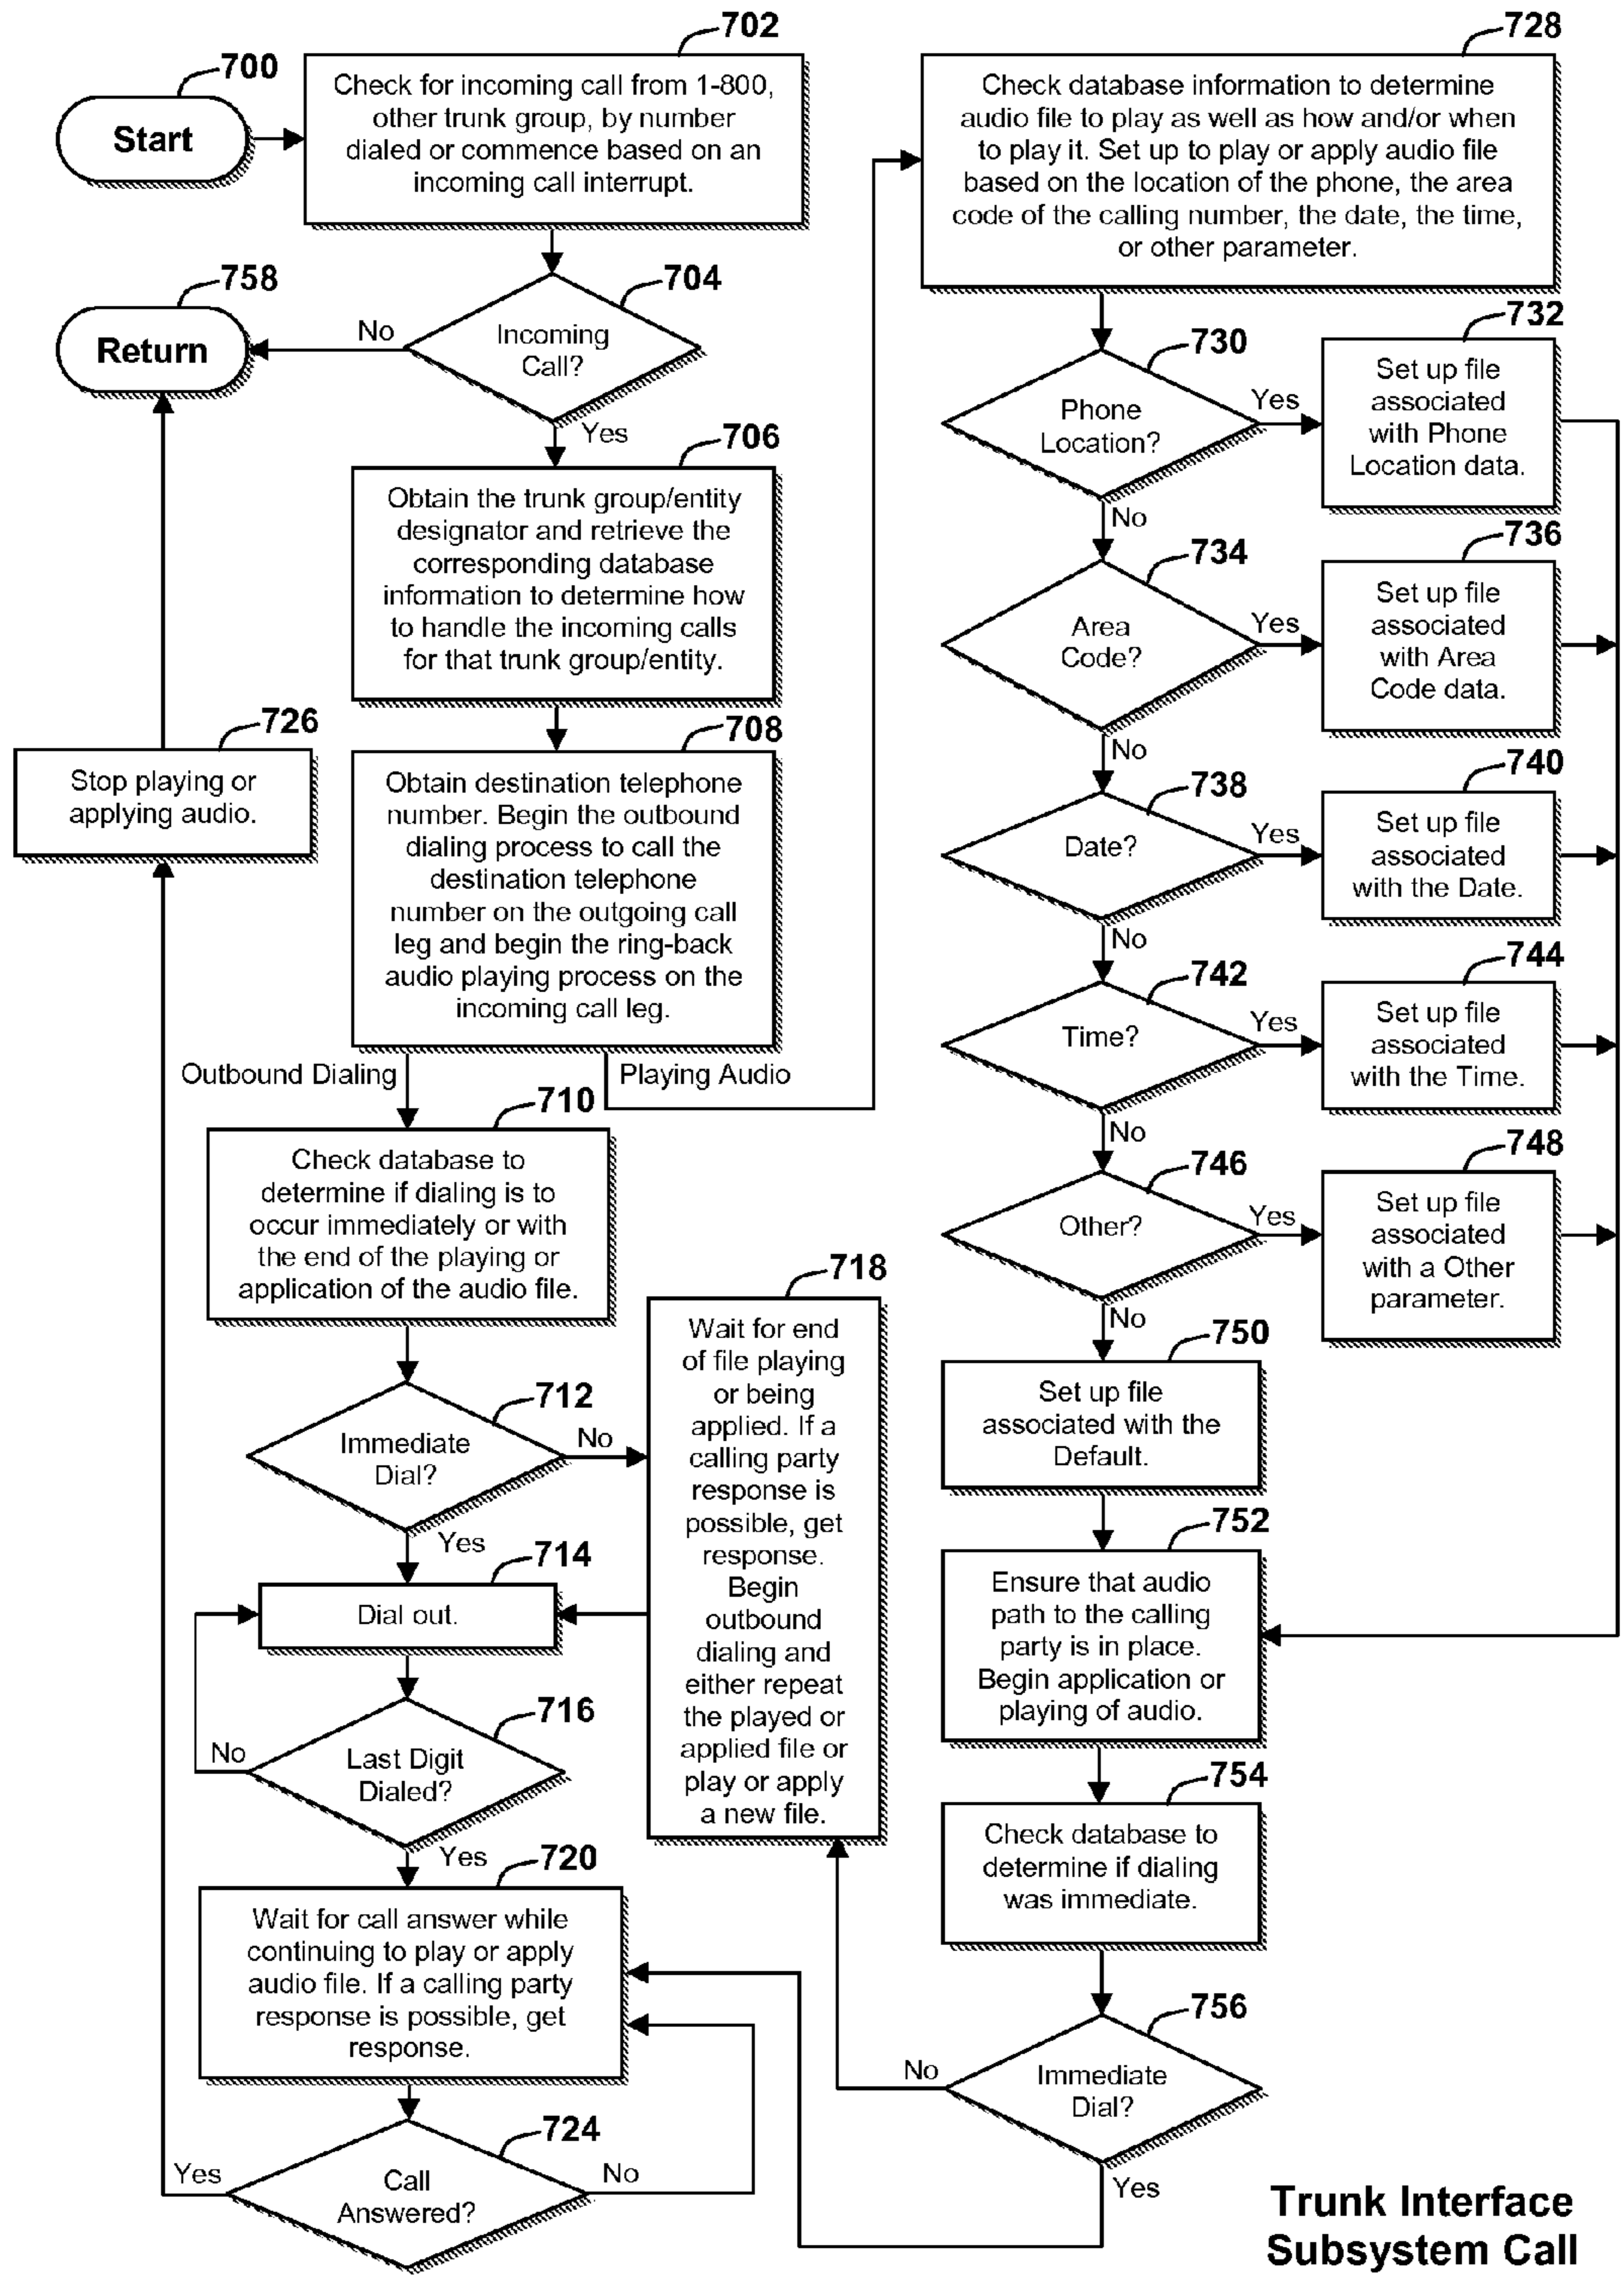 700
Start
702
Check for incoming call from 1-800,
other trunk group, by number
dialed or commence based on an
incoming call interrupt.
704
Incoming
Call?
No
Yes
758
Return
706
Obtain the trunk group/entity
designator and retrieve the
corresponding database
information to determine how
to handle the incoming calls
for that trunk group/entity.
708
Obtain destination telephone
number. Begin the outbound
dialing process to call the
destination telephone
number on the outgoing call
leg and begin the ring-back
audio playing process on the
incoming call leg.
726
Stop playing or
applying audio.
Outbound Dialing
Playing Audio
710
Check database to
determine if dialing is to
occur immediately or with
the end of the playing or
application of the audio file.
712
Immediate
Dial?
No
Yes
714
Dial out.
716
Last Digit
Dialed?
No
Yes
718
Wait for end
of file playing
or being
applied. If a
calling party
response is
possible, get
response.
Begin
outbound
dialing and
either repeat
the played or
applied file or
play or apply
a new file.
720
Wait for call answer while
continuing to play or apply
audio file. If a calling party
response is possible, get
response.
724
Call
Answered?
Yes
No
728
Check database information to determine
audio file to play as well as how and/or when
to play it. Set up to play or apply audio file
based on the location of the phone, the area
code of the calling number, the date, the time,
or other parameter.
730
Phone
Location?
Yes
No
732
Set up file
associated
with Phone
Location data.
734
Area
Code?
Yes
No
736
Set up file
associated
with Area
Code data.
738
Date?
Yes
No
740
Set up file
associated
with the Date.
742
Time?
Yes
No
744
Set up file
associated
with the Time.
746
Other?
Yes
No
748
Set up file
associated
with a Other
parameter.
750
Set up file
associated with the
Default.
752
Ensure that audio
path to the calling
party is in place.
Begin application or
playing of audio.
754
Check database to
determine if dialing
was immediate.
756
Immediate
Dial?
No
Yes
Trunk Interface
Subsystem Call